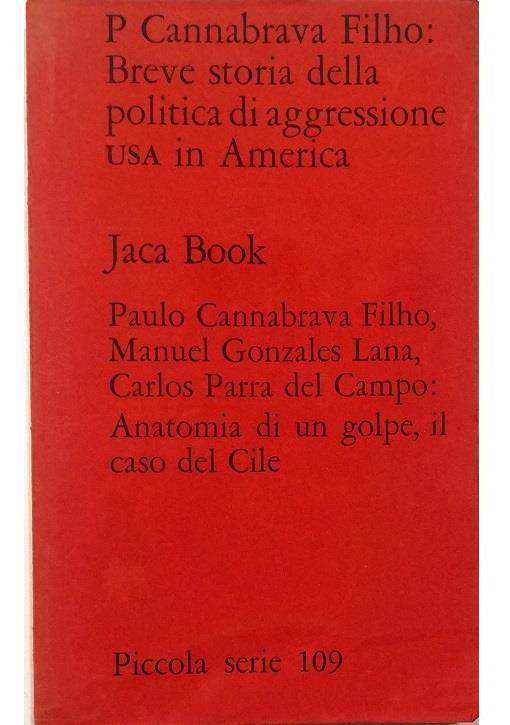 P Cannabrava Filho:
Breve storia della
politica di aggressione
USA in America
Jaca Book
Paulo Cannabrava Filho,
Manuel Gonzales Lana,
Carlos Parra del Campo:
Anatomia di un golpe, il
caso del Cile
Piccola serie 109